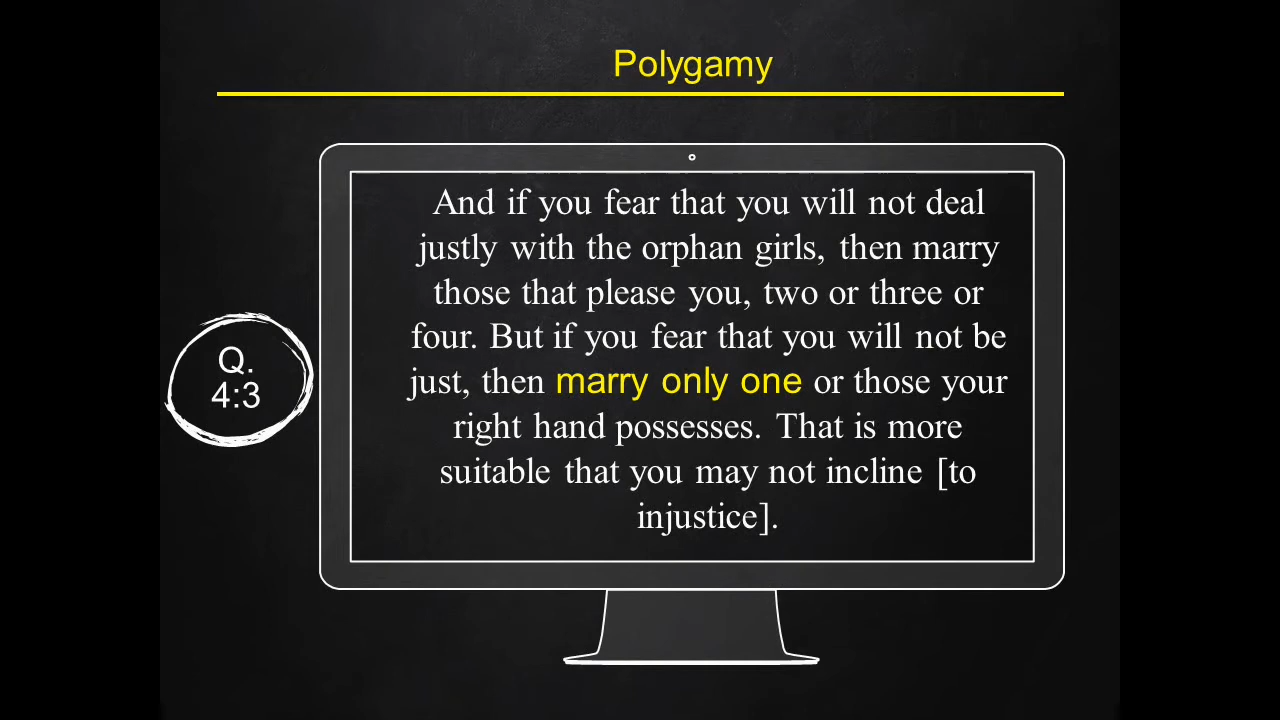 Polygamy
Q.
4:3
And if you fear that you will not deal
justly with the orphan girls, then marry
those that please you, two or three or
four. But if you fear that you will not be
just, then marry only one or those your
right hand possesses. That is more
suitable that you may not incline [to
injustice].